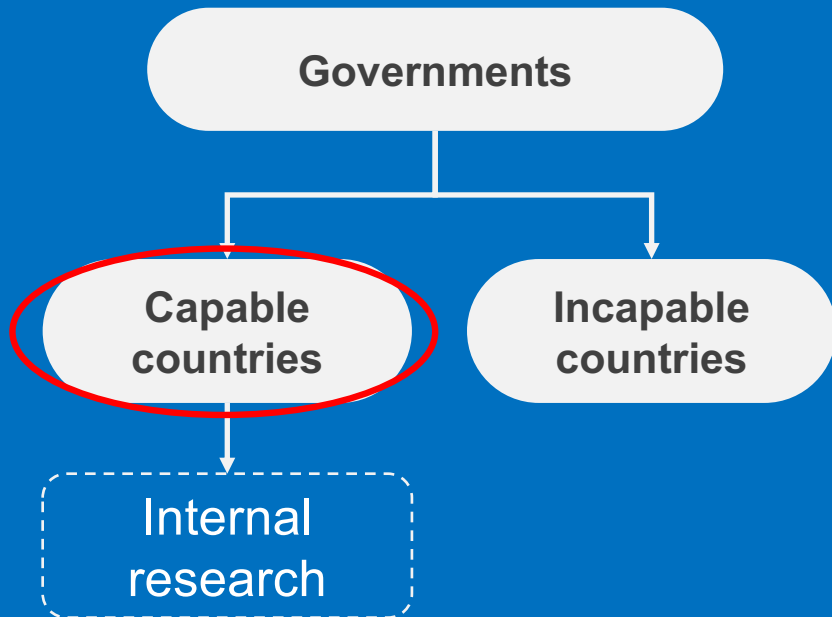 Governments
Capable
countries
Incapable
countries
Internal
research